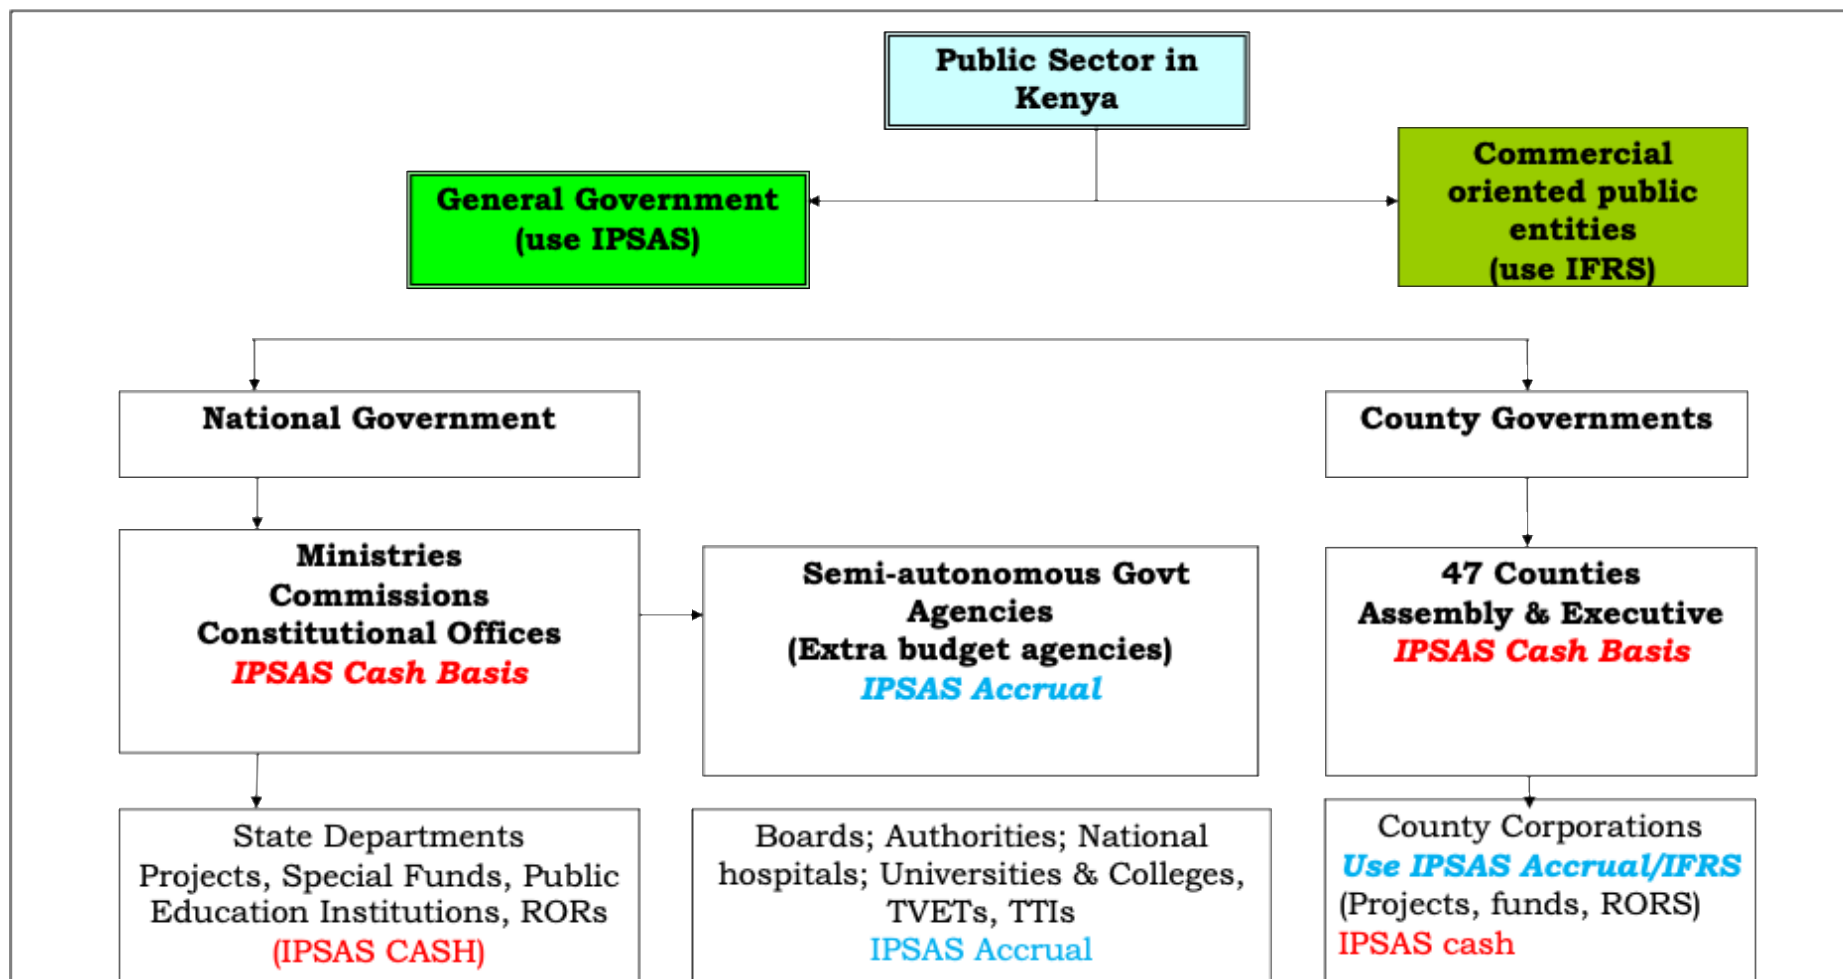 Public Sector in
Kenya
General Government
(use IPSAS)
Commercial
oriented public
entities
(use IFRS)
National Government
County Governments
Ministries
Commissions
Constitutional Offices
IPSAS Cash Basis
Semi-autonomous Govt
Agencies
(Extra budget agencies)
IPSAS Accrual
47 Counties
Assembly & Executive
IPSAS Cash Basis
State Departments
Projects, Special Funds, Public
Education Institutions, RORs
(IPSAS CASH)
Boards; Authorities; National
hospitals; Universities & Colleges,
TVETs, TTIs
IPSAS Accrual
County Corporations
Use IPSAS Accrual/IFRS
(Projects, funds, RORS)
IPSAS cash